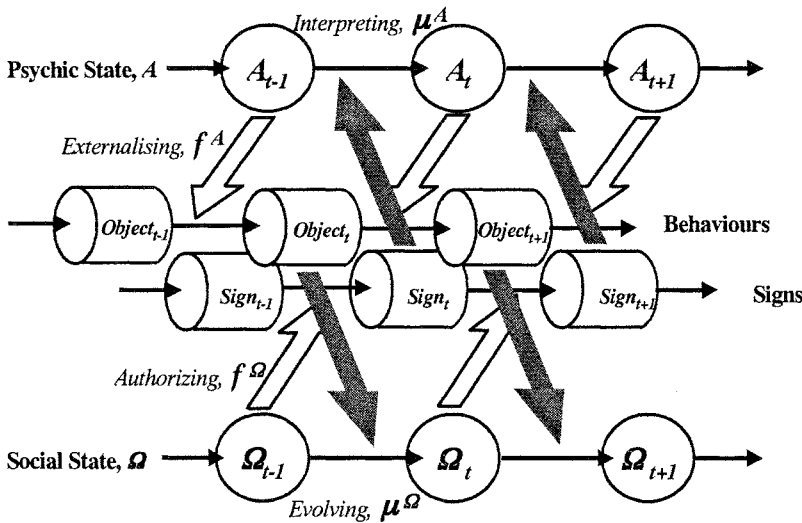 Interpreting, μ^A
Psychic State, A
A_{t-1}
A_t
A_{t+1}
Externalising, f^A
Object_{t-1}
Object_t
Object_{t+1}
Behaviours
Sign_{t-1}
Sign_t
Sign_{t+1}
Signs
Authorizing, f^Ω
Social State, Ω
Ω_{t-1}
Ω_t
Ω_{t+1}
Evolving, μ^Ω